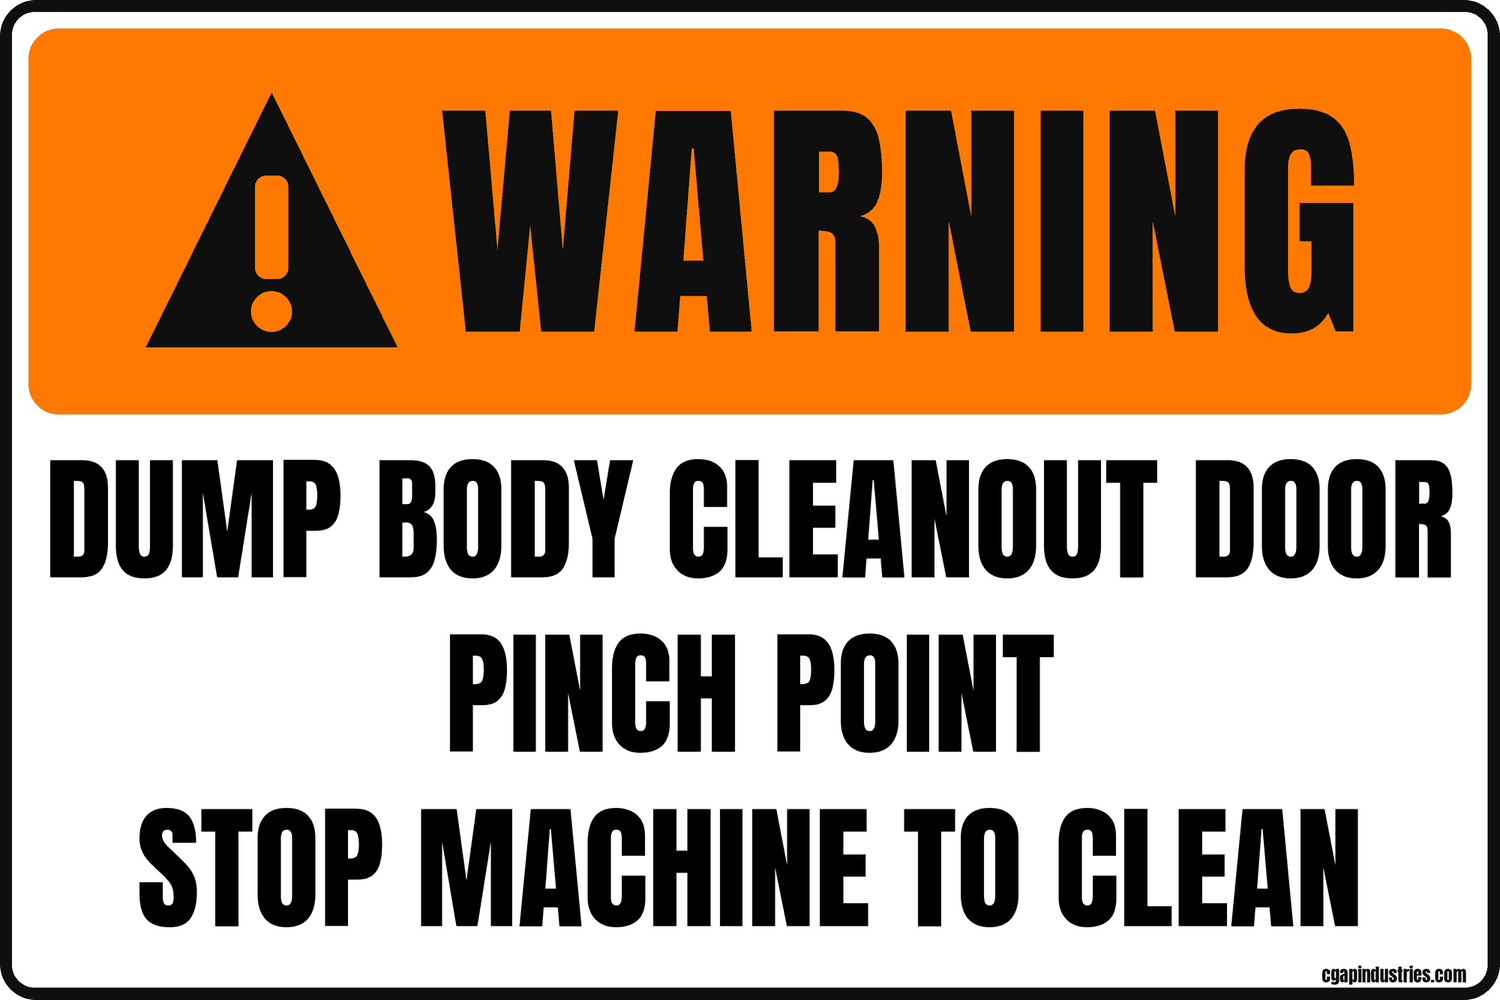 WARNING
DUMP BODY CLEANOUT DOOR
PINCH POINT
STOP MACHINE TO CLEAN
cgapindustries.com